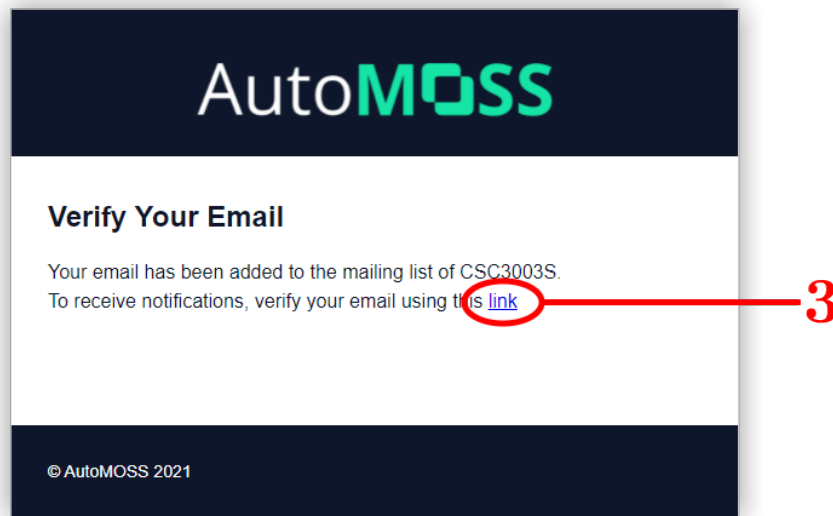 AutoMOSS
Verify Your Email
Your email has been added to the mailing list of CSC3003S.
To receive notifications, verify your email using this link
3
© AutoMOSS 2021